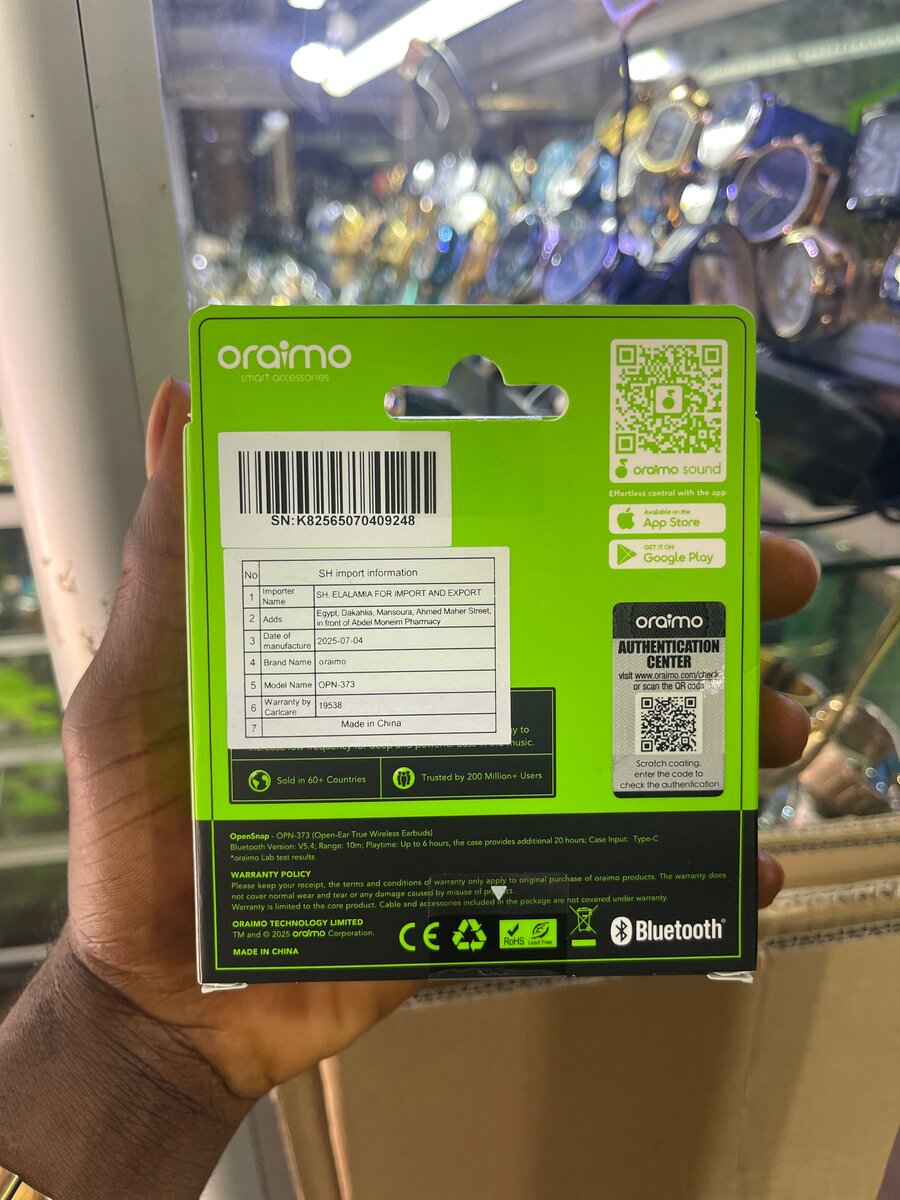 oraimo
smart accessories
SN:K82565070409248
oraimo sound
Effortless control with the app
Available on the
App Store
GET IT ON
Google Play
No SH import information
1 Importer Name SH. ELALAMIA FOR IMPORT AND EXPORT
2 Adds Egypt, Dakahlia, Mansoura, Ahmed Maher Street, in front of Abdel Moneim Pharmacy
3 Date of manufacture 2025-07-04
4 Brand Name oraimo
5 Model Name OPN-373
6 Warranty by Carlcare 19538
7 Made in China
oraimo
AUTHENTICATION
CENTER
visit www.oraimo.com/check
or scan the QR code
Scratch coating,
enter the code to
check the authentication
to
music.
Sold in 60+ Countries
Trusted by 200 Million+ Users
OpenSnap - OPN-373 (Open-Ear True Wireless Earbuds)
Bluetooth Version: V5.4; Range: 10m; Playtime: Up to 6 hours, the case provides additional 20 hours; Case Input: Type-C
*oraimo Lab test results
WARRANTY POLICY
Please keep your receipt, the terms and conditions of warranty only apply to original purchase of oraimo products. The warranty does
not cover normal wear and tear or any damage caused by misuse of product.
Warranty is limited to the core product. Cable and accessories included in the package are not covered under warranty.
ORAIMO TECHNOLOGY LIMITED
TM and © 2025 oraimo Corporation.
MADE IN CHINA
CE
RoHS
Lead Free
Bluetooth®